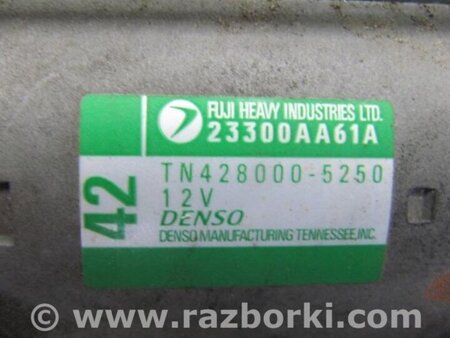 FUJI HEAVY INDUSTRIES LTD.
23300AA61A
42
TN428000-5250
12V
DENSO
DENSO MANUFACTURING TENNESSEE,INC.
© www.razborki.com